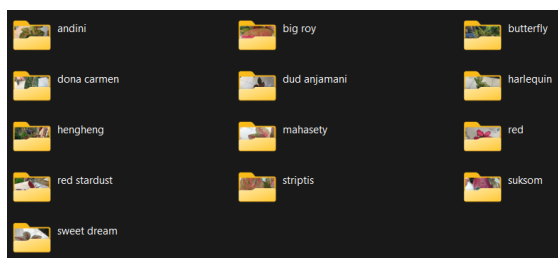 andini
big roy
butterfly
dona carmen
dud anjamani
harlequin
hengheng
mahasety
red
red stardust
striptis
suksom
sweet dream